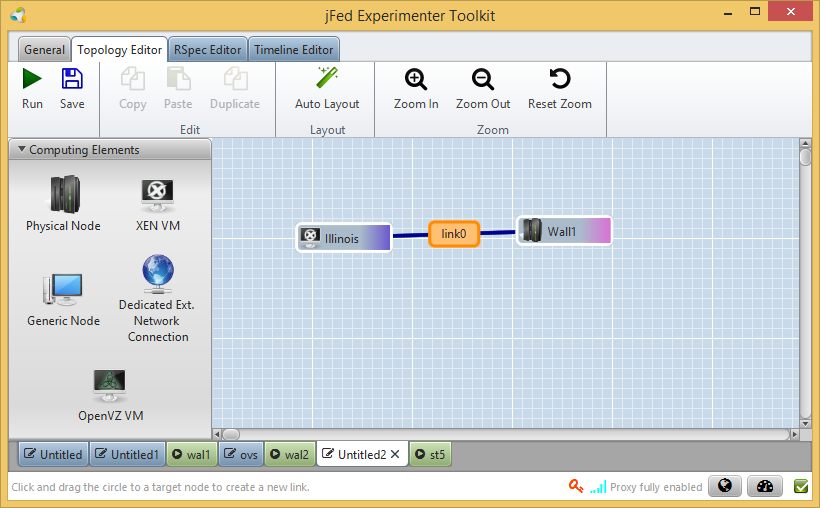 jFed Experimenter Toolkit
General Topology Editor RSpec Editor Timeline Editor
Run Save Copy Paste Duplicate Auto Layout Zoom In Zoom Out Reset Zoom
Edit Layout Zoom
Computing Elements
Physical Node XEN VM
Generic Node
Dedicated Ext.
Network
Connection
OpenVZ VM
Illinois link0 Wall1
Untitled Untitled1 wal1 ovs wal2 Untitled2 st5
Click and drag the circle to a target node to create a new link. Proxy fully enabled